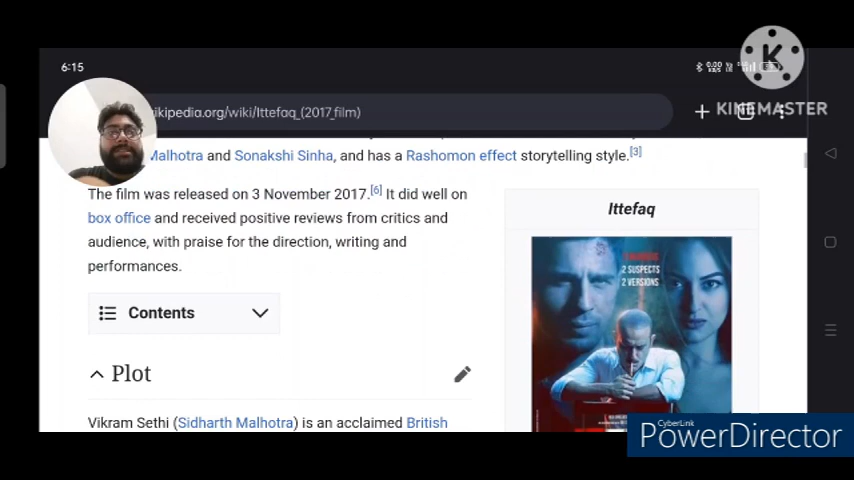 6:15
KINEMASTER
ikipedia.org/wiki/Ittefaq_(2017_film)
Malhotra and Sonakshi Sinha, and has a Rashomon effect storytelling style.[3]
The film was released on 3 November 2017.[6] It did well on
box office and received positive reviews from critics and
audience, with praise for the direction, writing and
performances.
Contents
Plot
Vikram Sethi (Sidharth Malhotra) is an acclaimed British
Ittefaq
2 SUSPECTS
2 VERSIONS
CyberLink
PowerDirector